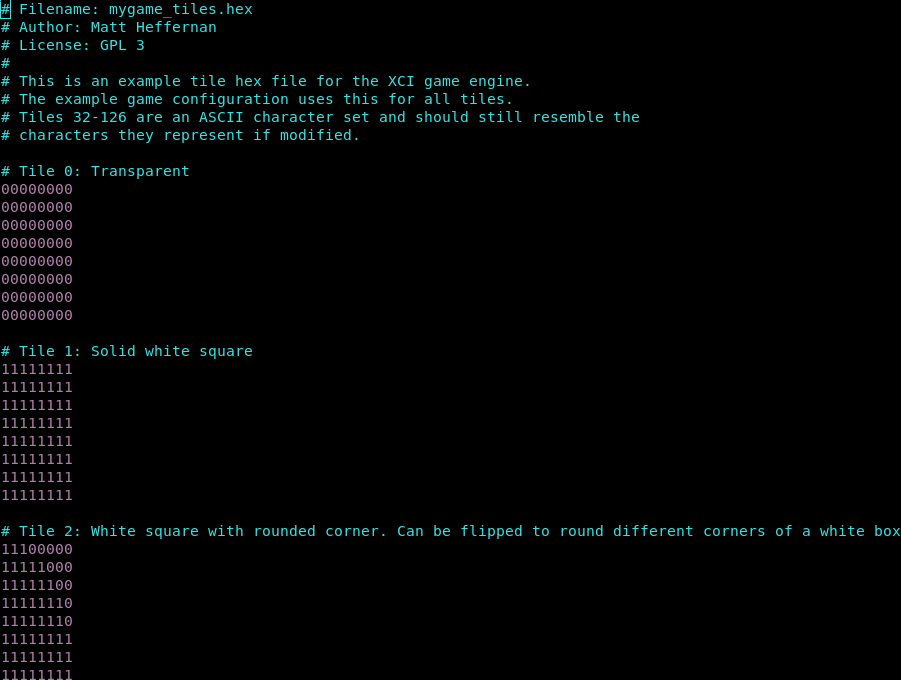 # Filename: mygame_tiles.hex
# Author: Matt Heffernan
# License: GPL 3
#
# This is an example tile hex file for the XCI game engine.
# The example game configuration uses this for all tiles.
# Tiles 32-126 are an ASCII character set and should still resemble the
# characters they represent if modified.
# Tile 0: Transparent
00000000
00000000
00000000
00000000
00000000
00000000
00000000
00000000
# Tile 1: Solid white square
11111111
11111111
11111111
11111111
11111111
11111111
11111111
11111111
# Tile 2: White square with rounded corner. Can be flipped to round different corners of a white box
11100000
11111000
11111100
11111110
11111110
11111111
11111111
11111111